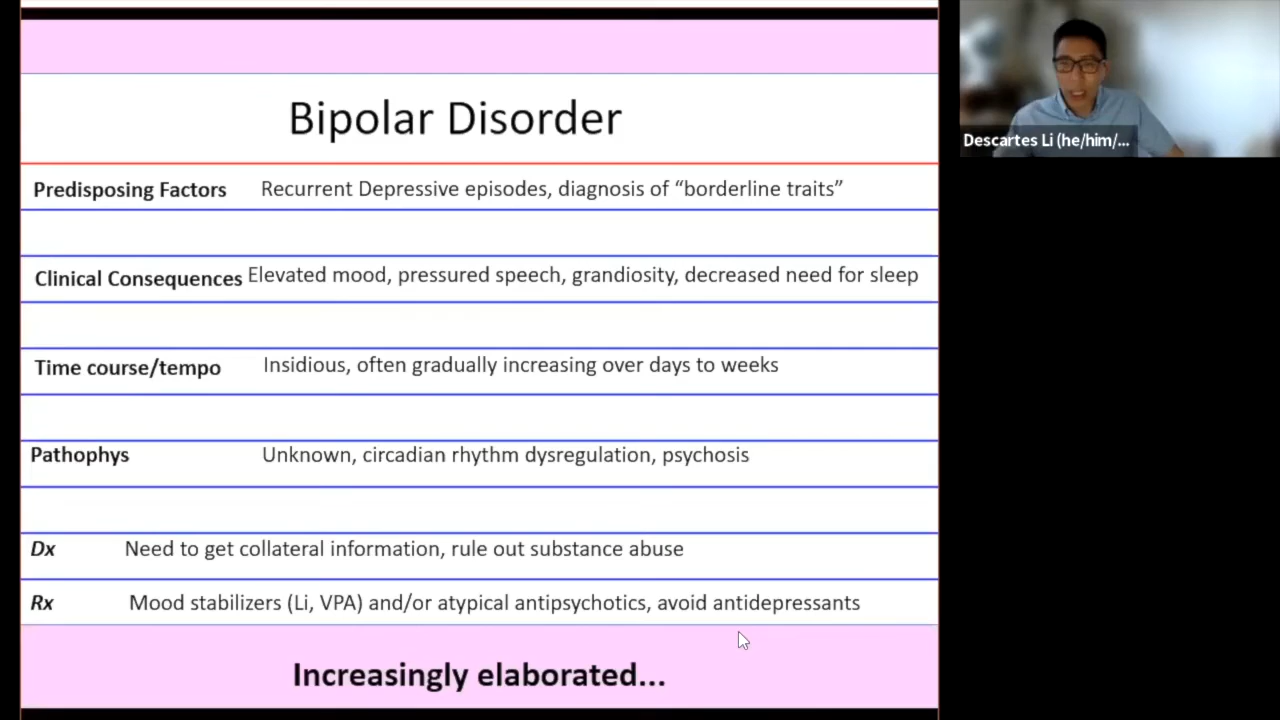 Bipolar Disorder
Predisposing Factors Recurrent Depressive episodes, diagnosis of “borderline traits”
Clinical Consequences Elevated mood, pressured speech, grandiosity, decreased need for sleep
Time course/tempo Insidious, often gradually increasing over days to weeks
Pathophys Unknown, circadian rhythm dysregulation, psychosis
Dx Need to get collateral information, rule out substance abuse
Rx Mood stabilizers (Li, VPA) and/or atypical antipsychotics, avoid antidepressants
Increasingly elaborated...
Descartes Li (he/him/...